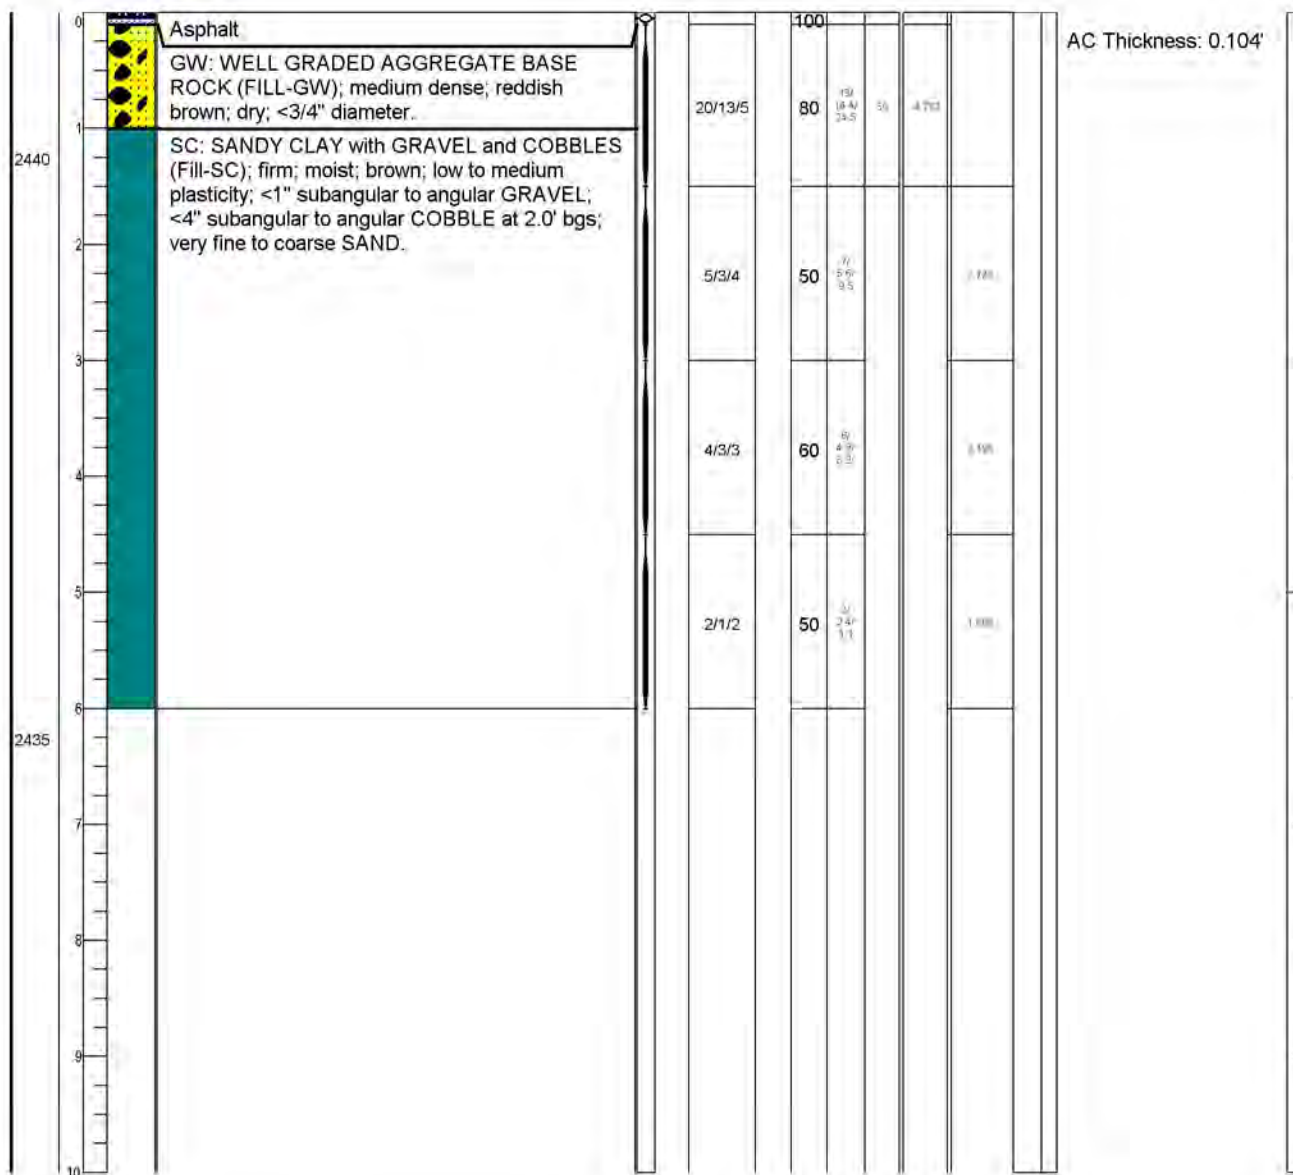 0
100
Asphalt
AC Thickness: 0.104'
GW: WELL GRADED AGGREGATE BASE
ROCK (FILL-GW); medium dense; reddish
brown; dry; <3/4" diameter.
20/13/5
80
1
2440
SC: SANDY CLAY with GRAVEL and COBBLES
(Fill-SC); firm; moist; brown; low to medium
plasticity; <1" subangular to angular GRAVEL;
<4" subangular to angular COBBLE at 2.0' bgs;
very fine to coarse SAND.
2
5/3/4
50
3
4/3/3
60
4
5
2/1/2
50
6
2435
7
8
9
10